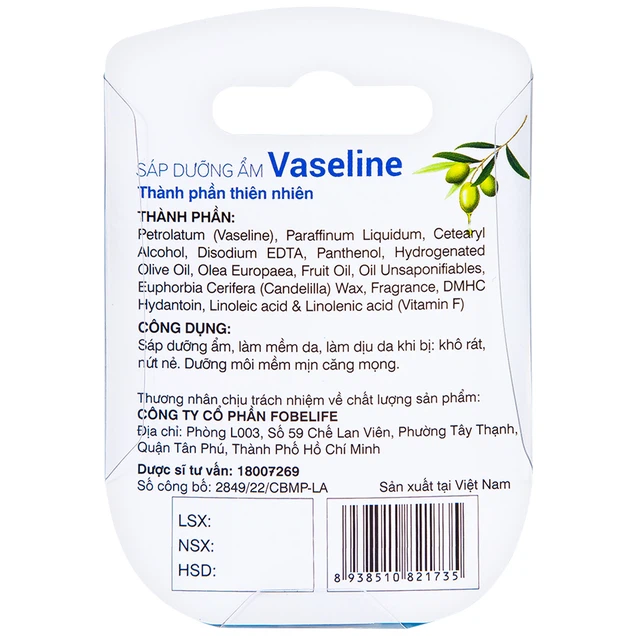 SÁP DƯỠNG ẨM Vaseline
Thành phần thiên nhiên
THÀNH PHẦN:
Petrolatum (Vaseline), Paraffinum Liquidum, Cetearyl
Alcohol, Disodium EDTA, Panthenol, Hydrogenated
Olive Oil, Olea Europaea, Fruit Oil, Oil Unsaponifiables,
Euphorbia Cerifera (Candelilla) Wax, Fragrance, DMHC
Hydantoin, Linoleic acid & Linolenic acid (Vitamin F)
CÔNG DỤNG:
Sáp dưỡng ẩm, làm mềm da, làm dịu da khi bị: khô rát,
nứt nẻ. Dưỡng môi mềm mịn căng mọng.
Thương nhân chịu trách nhiệm về chất lượng sản phẩm:
CÔNG TY CỔ PHẦN FOBELIFE
Địa chỉ: Phòng L003, Số 59 Chế Lan Viên, Phường Tây Thạnh,
Quận Tân Phú, Thành Phố Hồ Chí Minh
Dược sĩ tư vấn: 18007269
Số công bố: 2849/22/CBMP-LA Sản xuất tại Việt Nam
LSX:
NSX:
HSD:
8 938510 821735